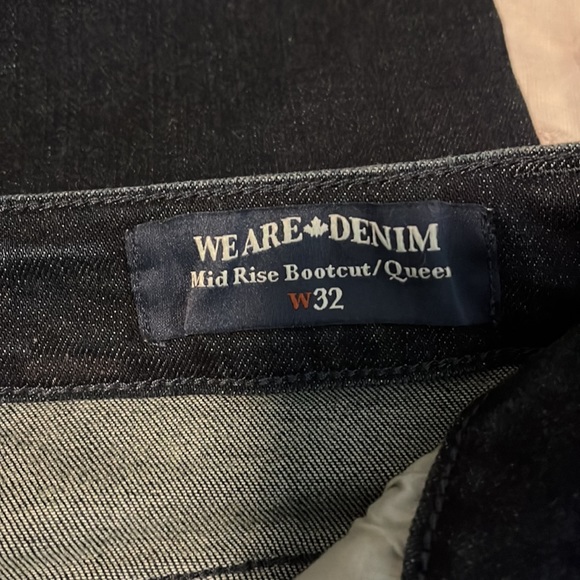 WE ARE DENIM
Mid Rise Bootcut/Queen
W32